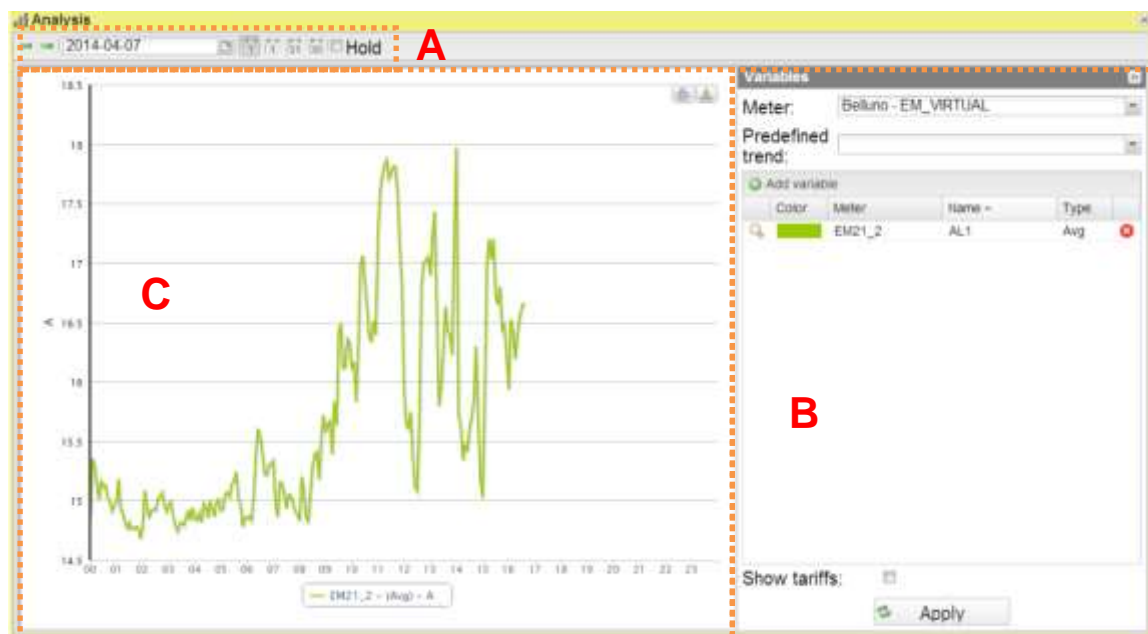 Analysis
2014-04-07
Hold
A
18.5
18
17.5
17
16.5
16
15.5
15
14.5
A
C
00 01 02 03 04 05 06 07 08 09 10 11 12 13 14 15 16 17 18 19 20 21 22 23
EM21_2 - (Avg) - A
Variables
Meter: Belluno - EM_VIRTUAL
Predefined
trend:
Add variable
Color Meter Name Type
EM21_2 AL1 Avg
B
Show tariffs:
Apply